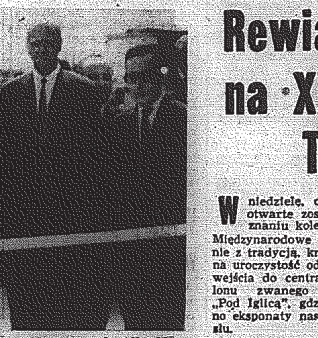 Rewia
na X
T
W niedzielę, o
otwarte zos
znaniu kole
Międzynarodowe
nie z tradycją, kr
na uroczystość od
wejścia do centra
lonu zwanego
„Pod Iglicą”, gdz
no eksponaty nas
słu.